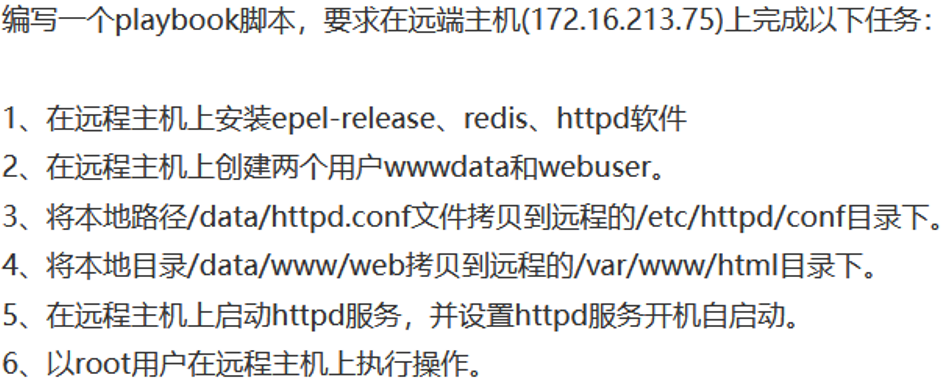 编写一个playbook脚本，要求在远端主机(172.16.213.75)上完成以下任务：
1、在远程主机上安装epel-release、redis、httpd软件
2、在远程主机上创建两个用户wwwdata和webuser。
3、将本地路径/data/httpd.conf文件拷贝到远程的/etc/httpd/conf目录下。
4、将本地目录/data/www/web拷贝到远程的/var/www/html目录下。
5、在远程主机上启动httpd服务，并设置httpd服务开机自启动。
6、以root用户在远程主机上执行操作。